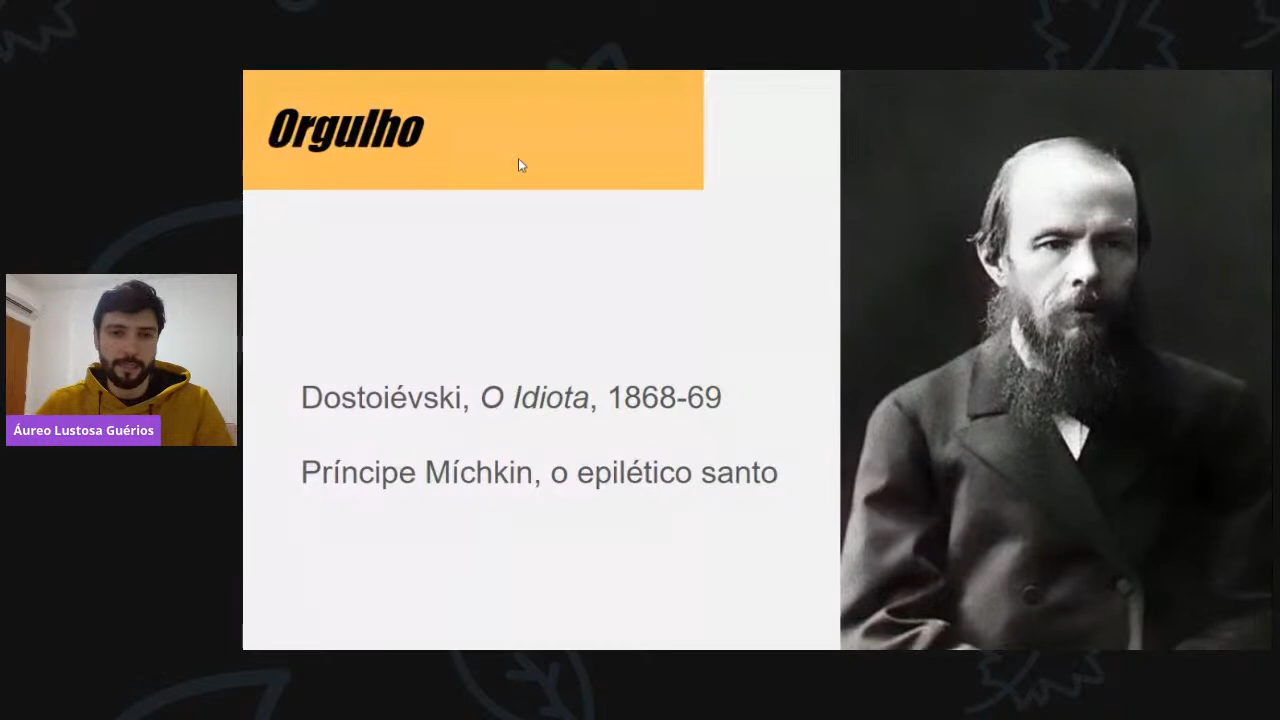 Orgulho
Dostoiévski, O Idiota, 1868-69
Príncipe Míchkin, o epilético santo
Áureo Lustosa Guérios